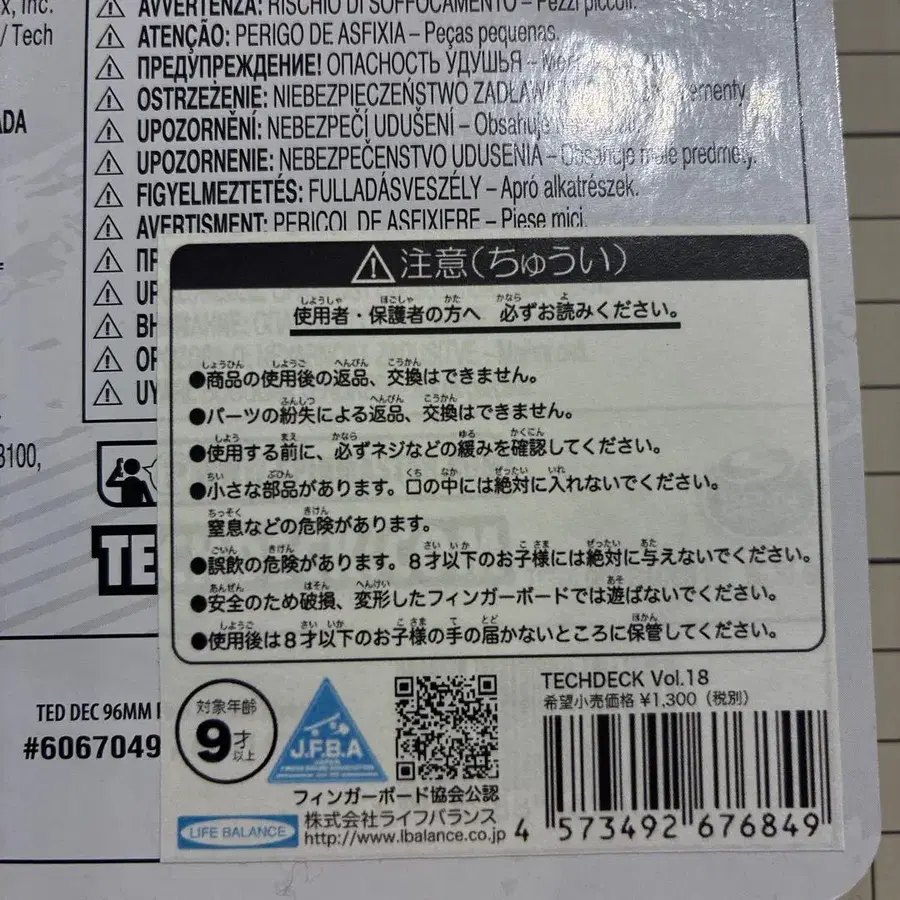 x, Inc.
/ Tech
ADA
3100,
AVVERTENZA: RISCHIO DI SOFFOCAMENTO – Pezzi piccoli.
ATENÇÃO: PERIGO DE ASFIXIA – Peças pequenas.
ПРЕДУПРЕЖДЕНИЕ! ОПАСНОСТЬ УДУШЬЯ –
OSTRZEŻENIE: NIEBEZPIECZEŃSTWO
UPOZORNĚNÍ: NEBEZPEČÍ UDUŠENÍ – Obsahuje
UPOZORNENIE: NEBEZPEČENSTVO UDUSENIA – Obsahuje malé predmety.
FIGYELMEZTETÉS: FULLADÁSVESZÉLY – Apró alkatrészek.
AVERTISMENT: PERICOL DE ASFIXIERE – Piese mici.
ПР
UP
ВН
OP
UY
TE
TED DEC 96MM
#6067049
注意(ちゅうい)
使用者・保護者の方へ 必ずお読みください。
●商品の使用後の返品、交換はできません。
●パーツの紛失による返品、交換はできません。
●使用する前に、必ずネジなどの緩みを確認してください。
●小さな部品があります。口の中には絶対に入れないでください。
窒息などの危険があります。
●誤飲の危険があります。8才以下のお子様には絶対に与えないでください。
●安全のため破損、変形したフィンガーボードでは遊ばないでください。
●使用後は8才以下のお子様の手の届かないところに保管してください。
対象年齢
9才以上
J.F.B.A
JAPAN
フィンガーボード協会公認
LIFE BALANCE
株式会社ライフバランス
http://www.lbalance.co.jp
TECHDECK Vol.18
希望小売価格 ¥1,300(税別)
4 573492 676849